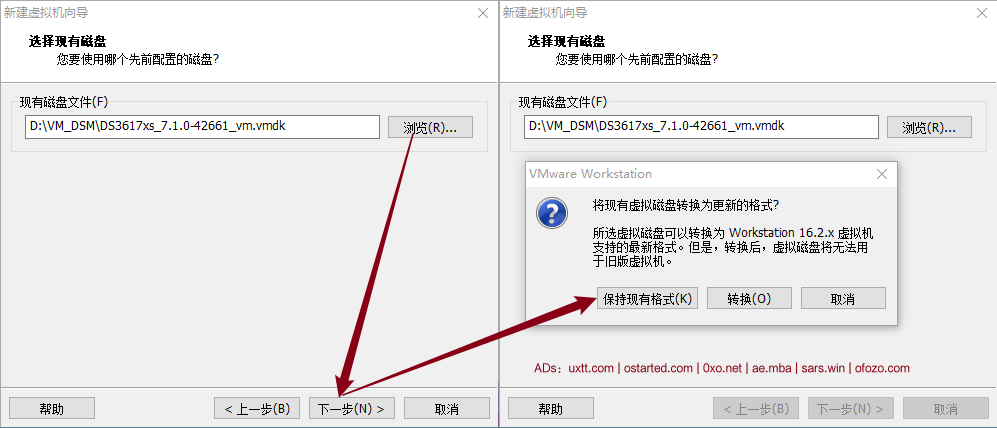 新建虚拟机向导
选择现有磁盘
您要使用哪个先前配置的磁盘?
现有磁盘文件(F)
D:\VM_DSM\DS3617xs_7.1.0-42661_vm.vmdk
浏览(R)...
帮助
< 上一步(B)
下一步(N) >
取消
新建虚拟机向导
选择现有磁盘
您要使用哪个先前配置的磁盘?
现有磁盘文件(F)
D:\VM_DSM\DS3617xs_7.1.0-42661_vm.vmdk
浏览(R)...
VMware Workstation
将现有虚拟磁盘转换为更新的格式?
所选虚拟磁盘可以转换为 Workstation 16.2.x 虚拟机
支持的最新格式。但是，转换后，虚拟磁盘将无法用
于旧版虚拟机。
保持现有格式(K)
转换(O)
取消
ADs：uxtt.com | ostarted.com | 0xo.net | ae.mba | sars.win | ofozo.com
帮助
< 上一步(B)
下一步(N) >
取消